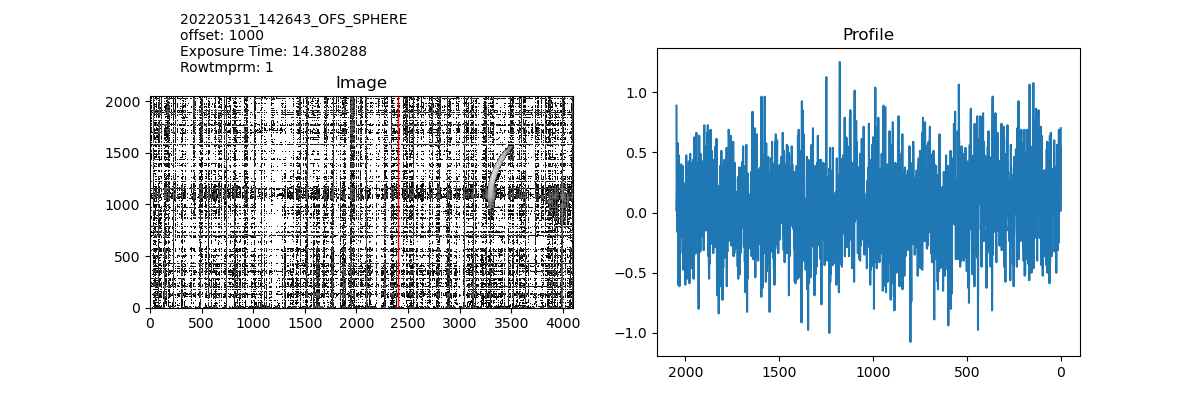 20220531_142643_OFS_SPHERE
offset: 1000
Exposure Time: 14.380288
Rowtmprm: 1
Image
2000
1500
1000
500
0
0 500 1000 1500 2000 2500 3000 3500 4000
Profile
1.0
0.5
0.0
−0.5
−1.0
2000 1500 1000 500 0